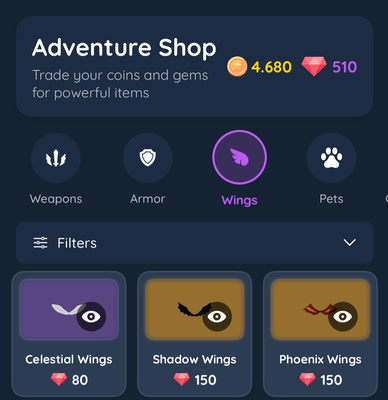 Adventure Shop
Trade your coins and gems
for powerful items
4.680
510
Weapons
Armor
Wings
Pets
Filters
Celestial Wings
80
Shadow Wings
150
Phoenix Wings
150